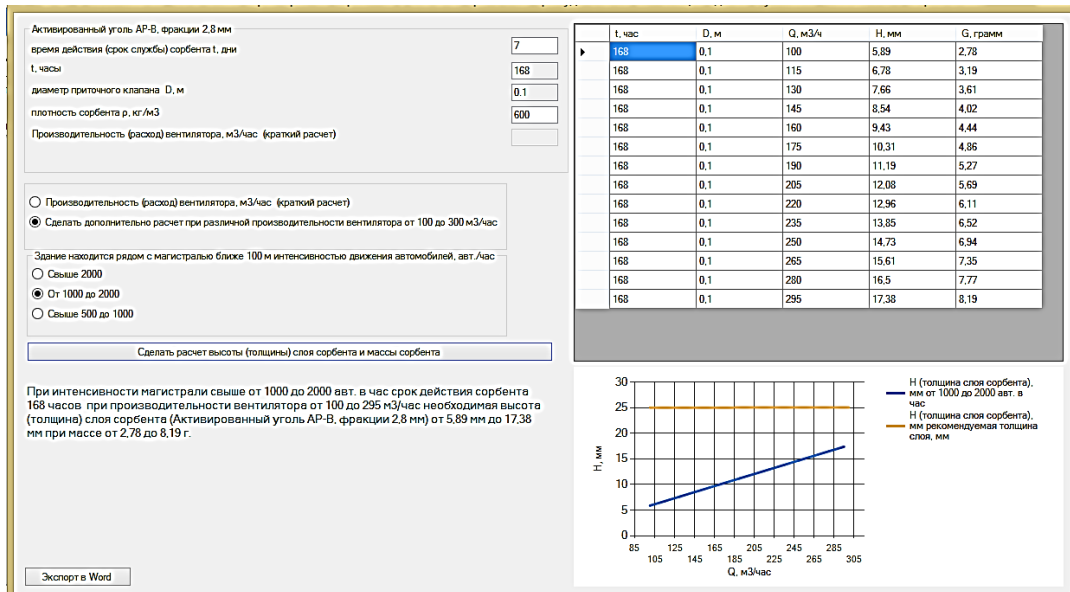 Активированный уголь АР-В, фракции 2,8 мм
время действия (срок службы) сорбента t, дни
7
t, часы
168
диаметр приточного клапана D, м
0.1
плотность сорбента ρ, кг/м3
600
Производительность (расход) вентилятора, м3/час (краткий расчет)
Производительность (расход) вентилятора, м3/час (краткий расчет)
Сделать дополнительно расчет при различной производительности вентилятора от 100 до 300 м3/час
Здание находится рядом с магистралью ближе 100 м интенсивностью движения автомобилей, авт./час
Свыше 2000
От 1000 до 2000
Свыше 500 до 1000
Сделать расчет высоты (толщины) слоя сорбента и массы сорбента
При интенсивности магистрали свыше от 1000 до 2000 авт. в час срок действия сорбента
168 часов при производительности вентилятора от 100 до 295 м3/час необходимая высота
(толщина) слоя сорбента (Активированный уголь АР-В, фракции 2,8 мм) от 5,89 мм до 17,38
мм при массе от 2,78 до 8,19 г.
Экспорт в Word
t, час D, м Q, м3/ч H, мм G, грамм
168 0,1 100 5,89 2,78
168 0,1 115 6,78 3,19
168 0,1 130 7,66 3,61
168 0,1 145 8,54 4,02
168 0,1 160 9,43 4,44
168 0,1 175 10,31 4,86
168 0,1 190 11,19 5,27
168 0,1 205 12,08 5,69
168 0,1 220 12,96 6,11
168 0,1 235 13,85 6,52
168 0,1 250 14,73 6,94
168 0,1 265 15,61 7,35
168 0,1 280 16,5 7,77
168 0,1 295 17,38 8,19
H, мм
30
25
20
15
10
5
0
85 125 165 205 245 285
105 145 185 225 265 305
Q, м3/час
H (толщина слоя сорбента),
мм от 1000 до 2000 авт. в
час
H (толщина слоя сорбента),
мм рекомендуемая толщина
слоя, мм